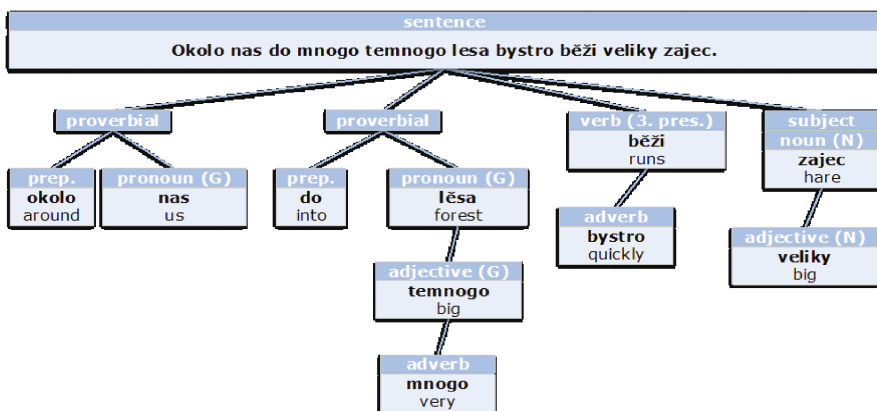 sentence
Okolo nas do mnogo temnogo lesa bystro běži veliky zajec.
proverbial
proverbial
verb (3. pres.)
běži
runs
subject
noun (N)
zajec
hare
prep.
okolo
around
pronoun (G)
nas
us
prep.
do
into
pronoun (G)
lěsa
forest
adverb
bystro
quickly
adjective (N)
veliky
big
adjective (G)
temnogo
big
adverb
mnogo
very